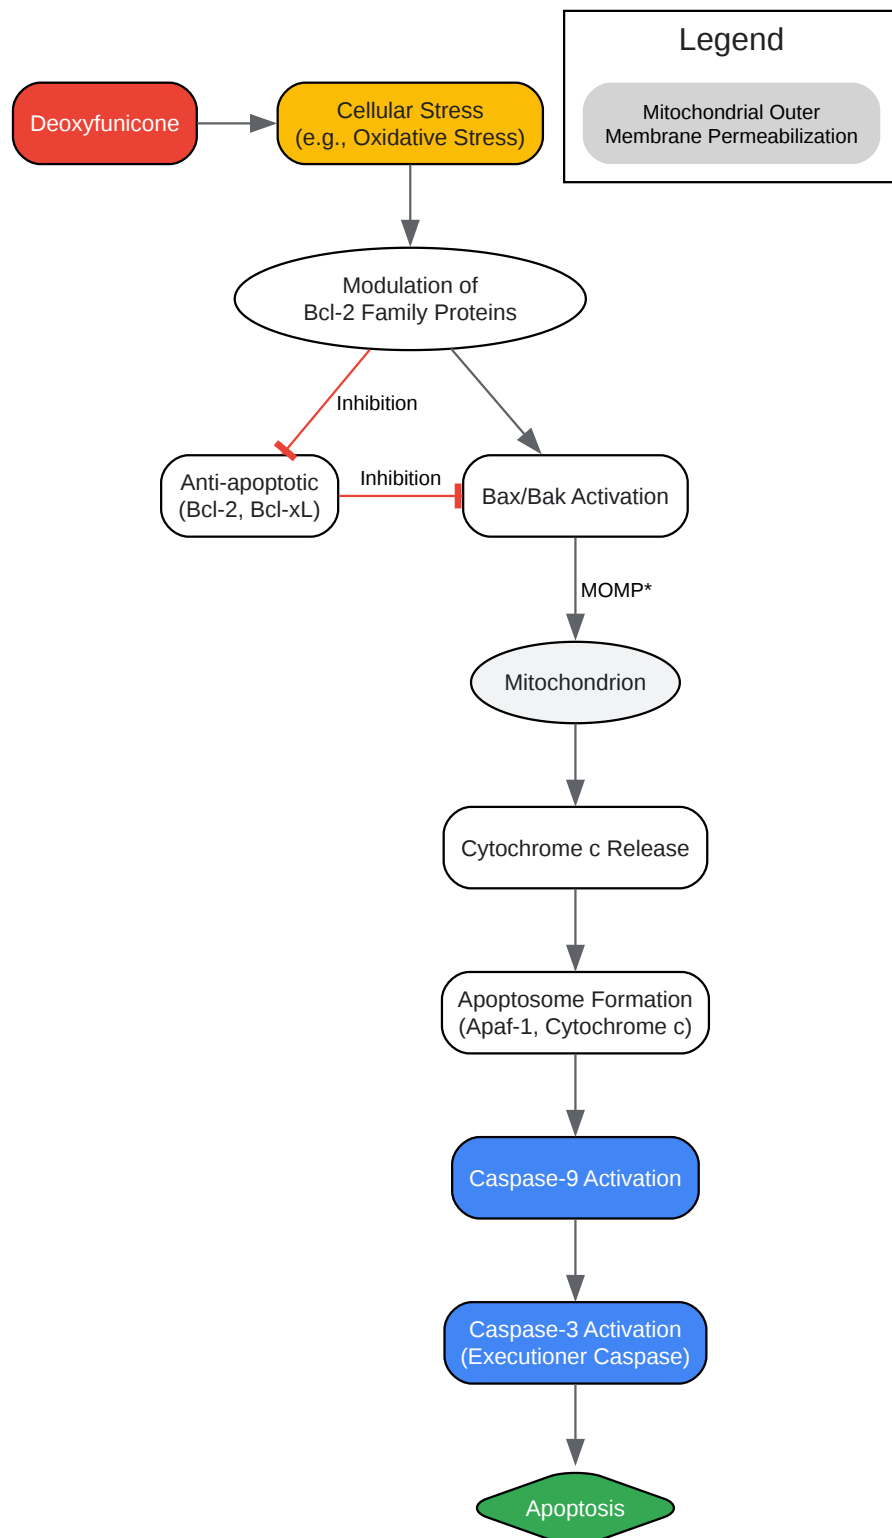 Legend
Mitochondrial Outer
Membrane Permeabilization
Deoxyfunicone
Cellular Stress
(e.g., Oxidative Stress)
Modulation of
Bcl-2 Family Proteins
Inhibition
Anti-apoptotic
(Bcl-2, Bcl-xL)
Inhibition
Bax/Bak Activation
MOMP*
Mitochondrion
Cytochrome c Release
Apoptosome Formation
(Apaf-1, Cytochrome c)
Caspase-9 Activation
Caspase-3 Activation
(Executioner Caspase)
Apoptosis